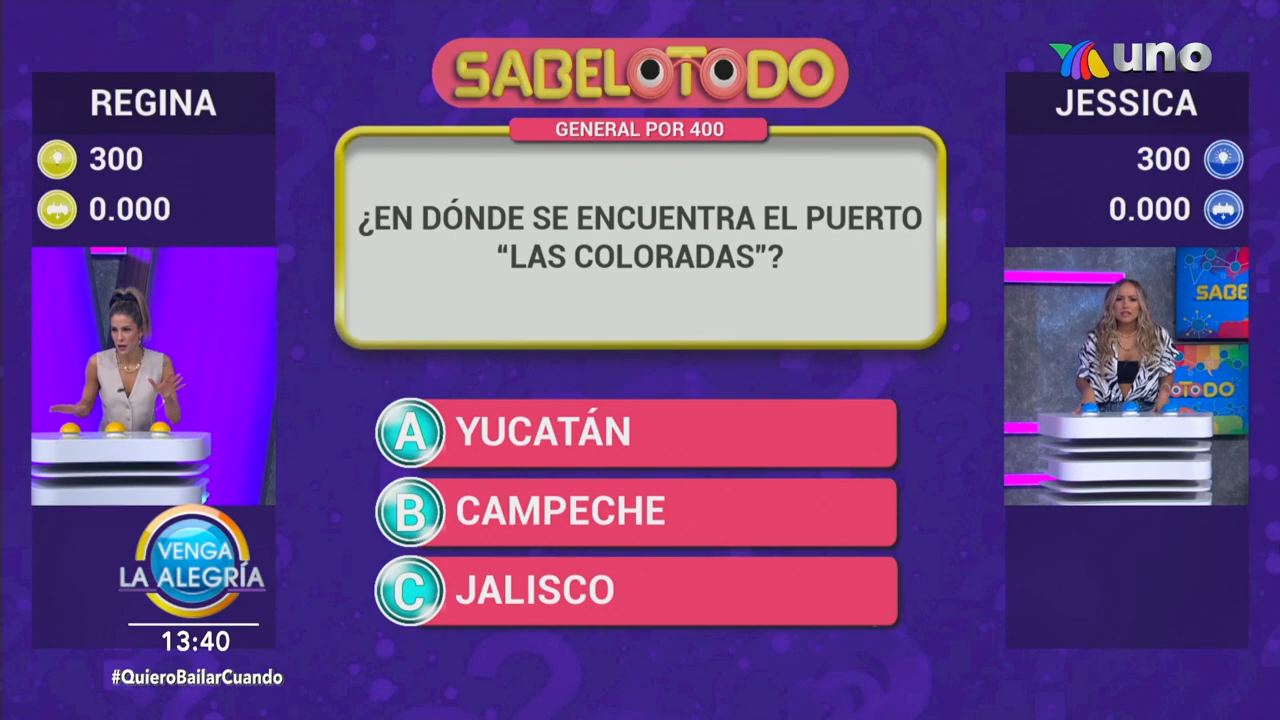 SABELOTODO
uno
REGINA
300
0.000
GENERAL POR 400
¿EN DÓNDE SE ENCUENTRA EL PUERTO
“LAS COLORADAS”?
JESSICA
300
0.000
SABE
OTODO
A YUCATÁN
B CAMPECHE
C JALISCO
VENGA
LA ALEGRÍA
13:40
#QuieroBailarCuando